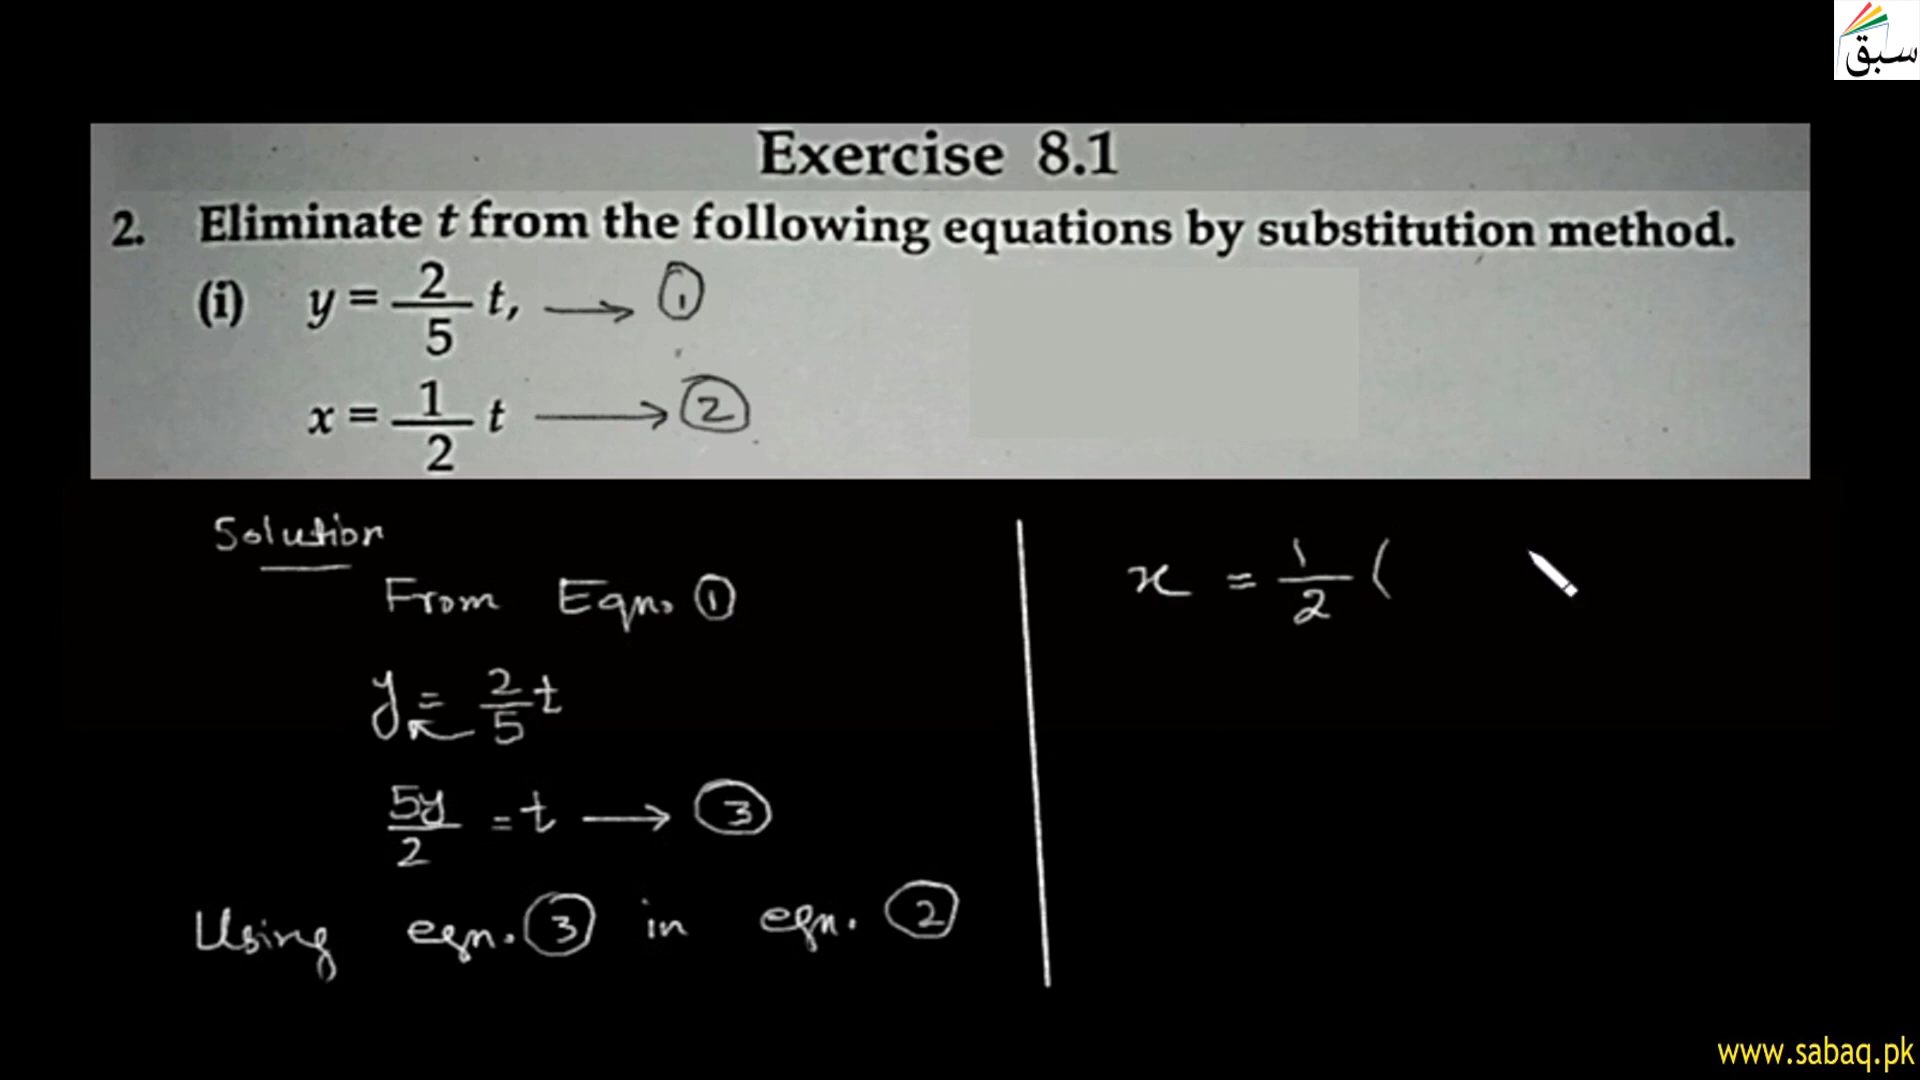 سبق
Exercise 8.1
2. Eliminate t from the following equations by substitution method.
(i) y = 2/5 t, → ①
x = 1/2 t → ②
Solution
From Eqn. ①
y = 2/5 t
5y/2 = t → ③
Using eqn. ③ in eqn. ②
x = 1/2 (
www.sabaq.pk